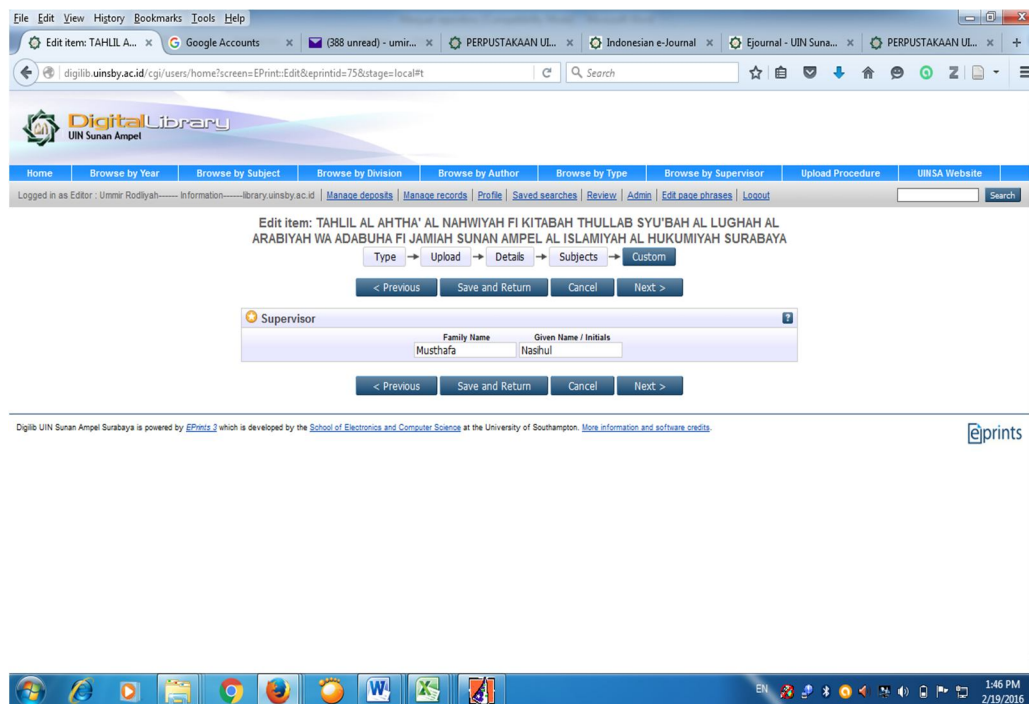 File Edit View History Bookmarks Tools Help
Edit item: TAHLIL A... × Google Accounts × (388 unread) - umir... × PERPUSTAKAAN UI... × Indonesian e-Journal × Ejournal - UIN Suna... × PERPUSTAKAAN UI... × +
digilib.uinsby.ac.id/cgi/users/home?screen=EPrint::Edit&eprintid=75&stage=local#t Search
Digital Library
UIN Sunan Ampel
Home Browse by Year Browse by Subject Browse by Division Browse by Author Browse by Type Browse by Supervisor Upload Procedure UINSA Website
Logged in as Editor : Ummir Rodliyah------ Information------library.uinsby.ac.id | Manage deposits | Manage records | Profile | Saved searches | Review | Admin | Edit page phrases | Logout Search
Edit item: TAHLIL AL AHTHA' AL NAHWIYAH FI KITABAH THULLAB SYU'BAH AL LUGHAH AL
ARABIYAH WA ADABUHA FI JAMIAH SUNAN AMPEL AL ISLAMIYAH AL HUKUMIYAH SURABAYA
Type → Upload → Details → Subjects → Custom
< Previous Save and Return Cancel Next >
Supervisor ?
Family Name Given Name / Initials
Musthafa Nasihul
< Previous Save and Return Cancel Next >
Digilib UIN Sunan Ampel Surabaya is powered by EPrints 3 which is developed by the School of Electronics and Computer Science at the University of Southampton. More information and software credits.
eprints
EN 1:46 PM
2/19/2016